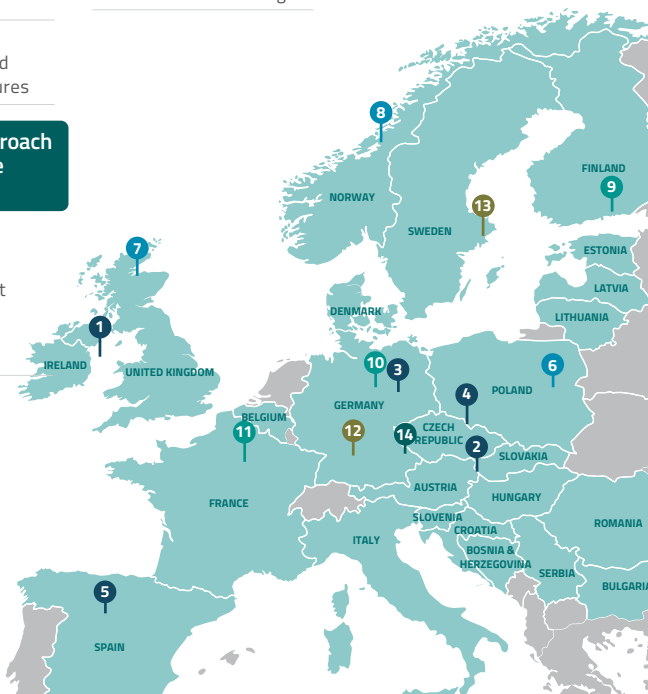 d
ures
roach
e
t
8
FINLAND
9
NORWAY
13
SWEDEN
7
ESTONIA
LATVIA
DENMARK
LITHUANIA
1
IRELAND
UNITED KINGDOM
10
3
6
4
POLAND
GERMANY
BELGIUM
11
12
14
CZECH
REPUBLIC
2
SLOVAKIA
AUSTRIA
HUNGARY
FRANCE
SLOVENIA
CROATIA
ROMANIA
ITALY
BOSNIA &
HERZEGOVINA
SERBIA
BULGARIA
5
SPAIN